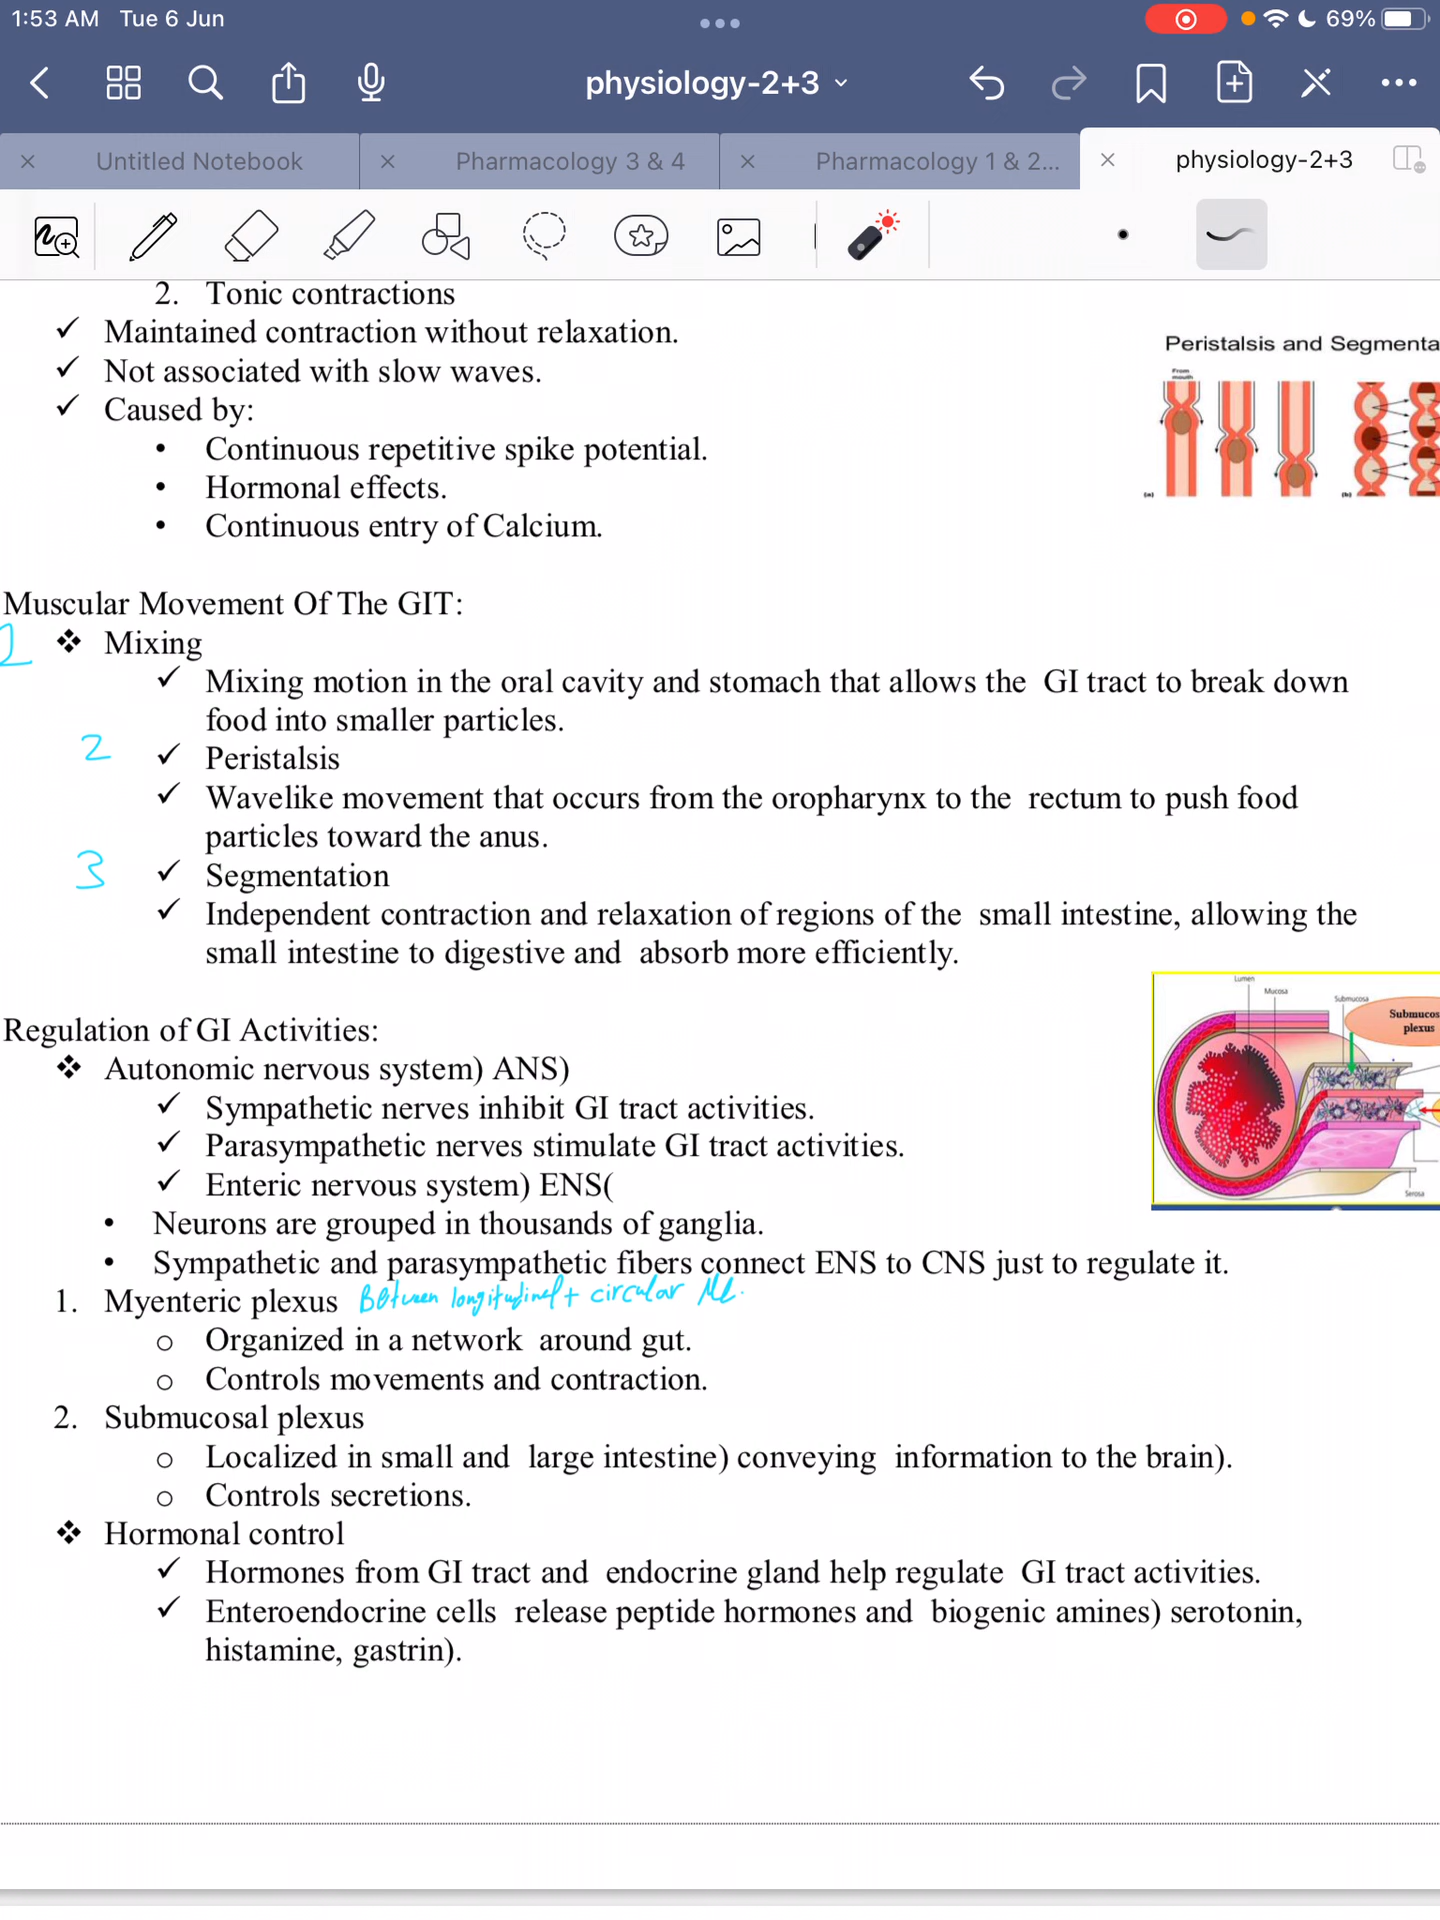 1:53 AM Tue 6 Jun
69%
physiology-2+3
Untitled Notebook
Pharmacology 3 & 4
Pharmacology 1 & 2...
physiology-2+3
2. Tonic contractions
✓ Maintained contraction without relaxation.
✓ Not associated with slow waves.
✓ Caused by:
• Continuous repetitive spike potential.
• Hormonal effects.
• Continuous entry of Calcium.
Peristalsis and Segmenta
From
mouth
(a)
(b)
Muscular Movement Of The GIT:
1 ❖ Mixing
✓ Mixing motion in the oral cavity and stomach that allows the GI tract to break down
food into smaller particles.
2 ✓ Peristalsis
✓ Wavelike movement that occurs from the oropharynx to the rectum to push food
particles toward the anus.
3 ✓ Segmentation
✓ Independent contraction and relaxation of regions of the small intestine, allowing the
small intestine to digestive and absorb more efficiently.
Lumen
Mucosa
Submucosa
Submucos
plexus
Serosa
Regulation of GI Activities:
❖ Autonomic nervous system) ANS)
✓ Sympathetic nerves inhibit GI tract activities.
✓ Parasympathetic nerves stimulate GI tract activities.
✓ Enteric nervous system) ENS(
• Neurons are grouped in thousands of ganglia.
• Sympathetic and parasympathetic fibers connect ENS to CNS just to regulate it.
1. Myenteric plexus Between longitudinal + circular
○ Organized in a network around gut.
○ Controls movements and contraction.
2. Submucosal plexus
○ Localized in small and large intestine) conveying information to the brain).
○ Controls secretions.
❖ Hormonal control
✓ Hormones from GI tract and endocrine gland help regulate GI tract activities.
✓ Enteroendocrine cells release peptide hormones and biogenic amines) serotonin,
histamine, gastrin).